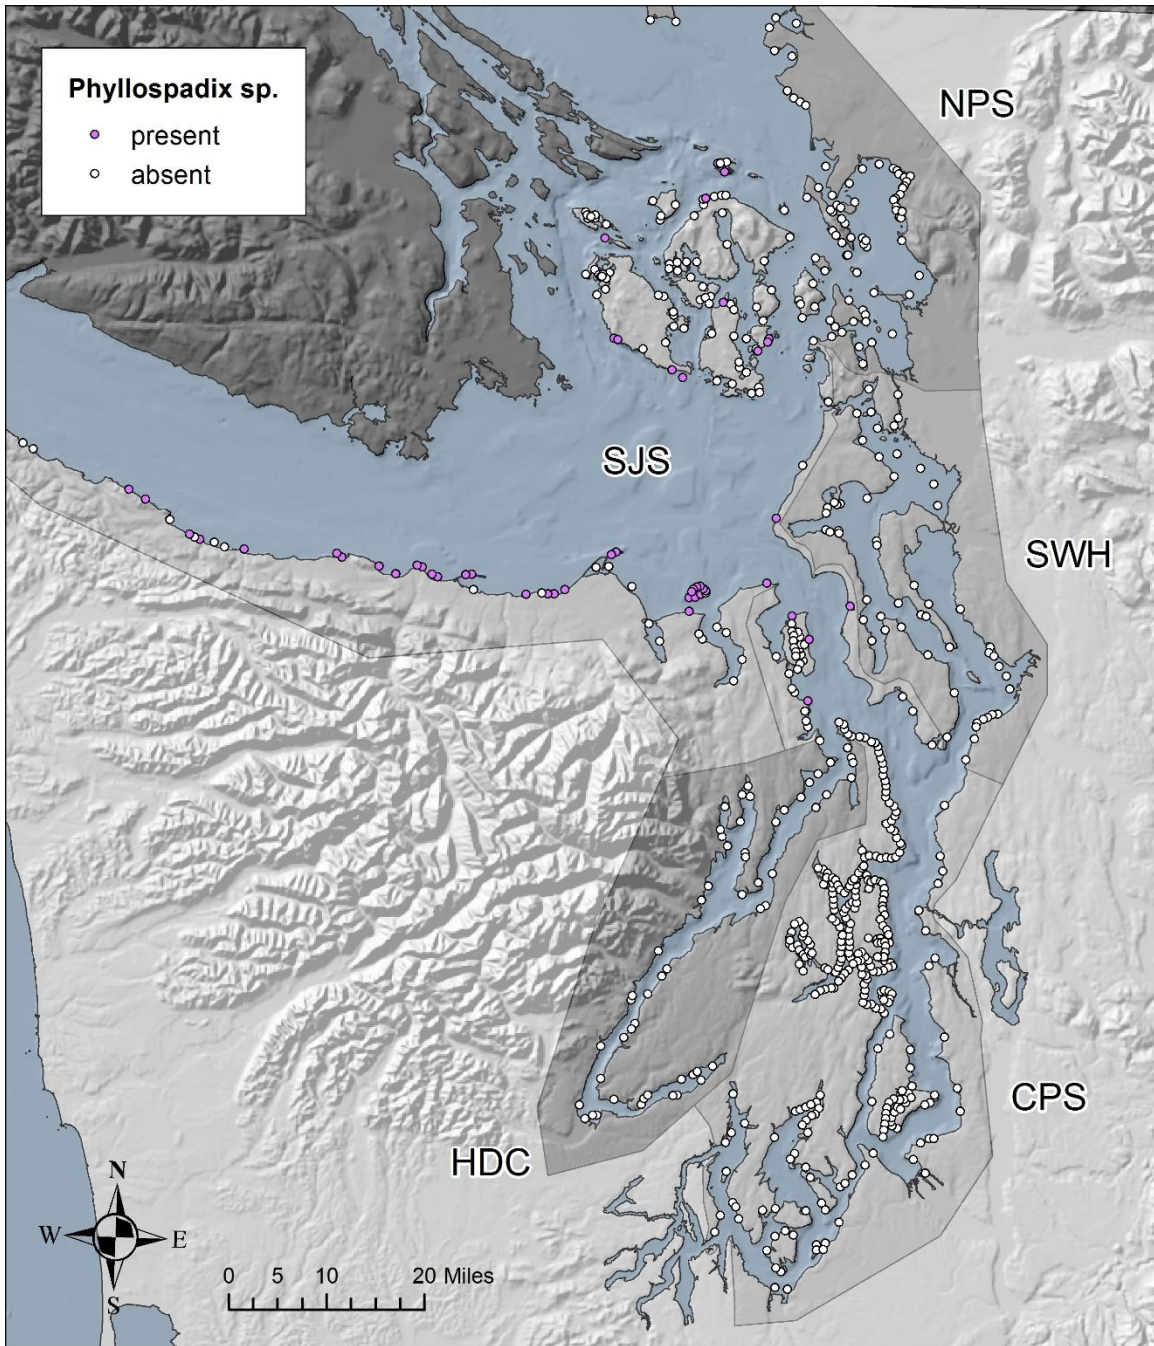 Phyllospadix sp.
present
absent
NPS
SJS
SWH
CPS
HDC
N
W E
S
0 5 10 20 Miles